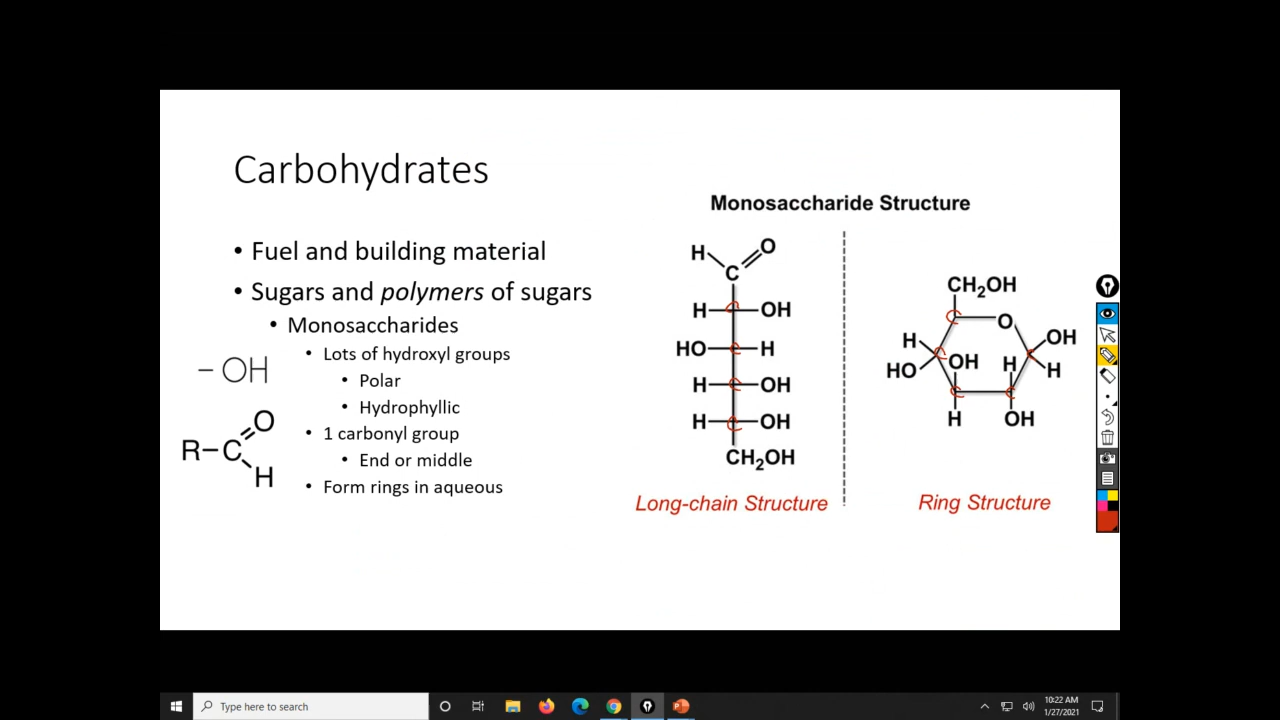 Carbohydrates
• Fuel and building material
• Sugars and polymers of sugars
• Monosaccharides
• Lots of hydroxyl groups
• Polar
• Hydrophyllic
• 1 carbonyl group
• End or middle
• Form rings in aqueous
– OH
O
R–C
H
Monosaccharide Structure
H O
C
H OH
HO H
H OH
H OH
CH₂OH
Long-chain Structure
CH₂OH
O
H OH
HO OH H H
H OH
Ring Structure
c
c
c
c
c
c
c
c
c
Type here to search
10:22 AM
1/27/2021